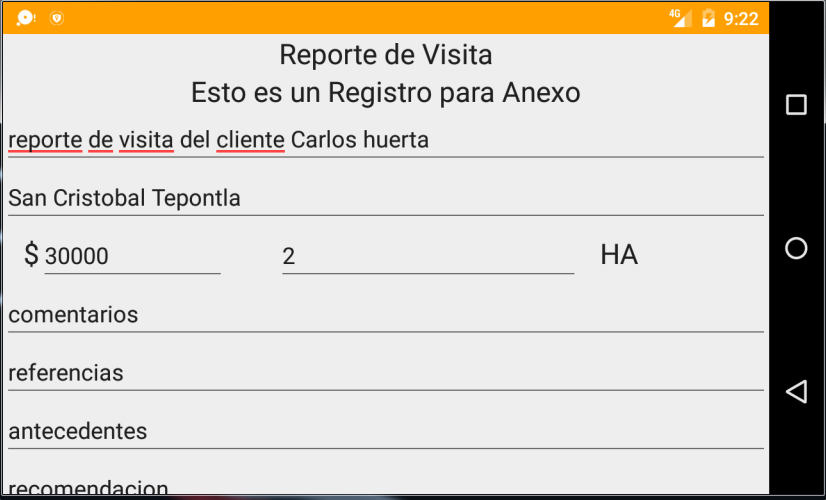 4G 9:22
Reporte de Visita
Esto es un Registro para Anexo
reporte de visita del cliente Carlos huerta
San Cristobal Tepontla
$ 30000 2 HA
comentarios
referencias
antecedentes
recomendacion